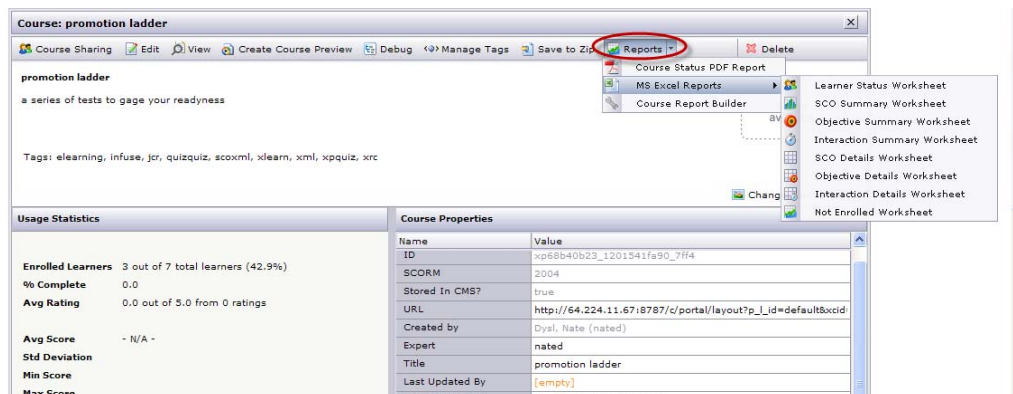 Course: promotion ladder
Course Sharing Edit View Create Course Preview Debug Manage Tags Save to Zip Reports Delete
Course Status PDF Report
MS Excel Reports
Course Report Builder
Learner Status Worksheet
SCO Summary Worksheet
Objective Summary Worksheet
Interaction Summary Worksheet
SCO Details Worksheet
Objective Details Worksheet
Interaction Details Worksheet
Not Enrolled Worksheet
promotion ladder
a series of tests to gage your readyness
av
Tags: elearning, infuse, jcr, quizquiz, scoxml, xlearn, xml, xpquiz, xrc
Chang
Usage Statistics
Enrolled Learners 3 out of 7 total learners (42.9%)
% Complete 0.0
Avg Rating 0.0 out of 5.0 from 0 ratings
Avg Score - N/A -
Std Deviation
Min Score
Max Score
Course Properties
Name Value
ID xp68b40b23_1201541fa90_7ff4
SCORM 2004
Stored In CMS? true
URL http://64.224.11.67:8787/c/portal/layout?p_l_id=default&xcid
Created by Dysl, Nate (nated)
Expert nated
Title promotion ladder
Last Updated By [empty]